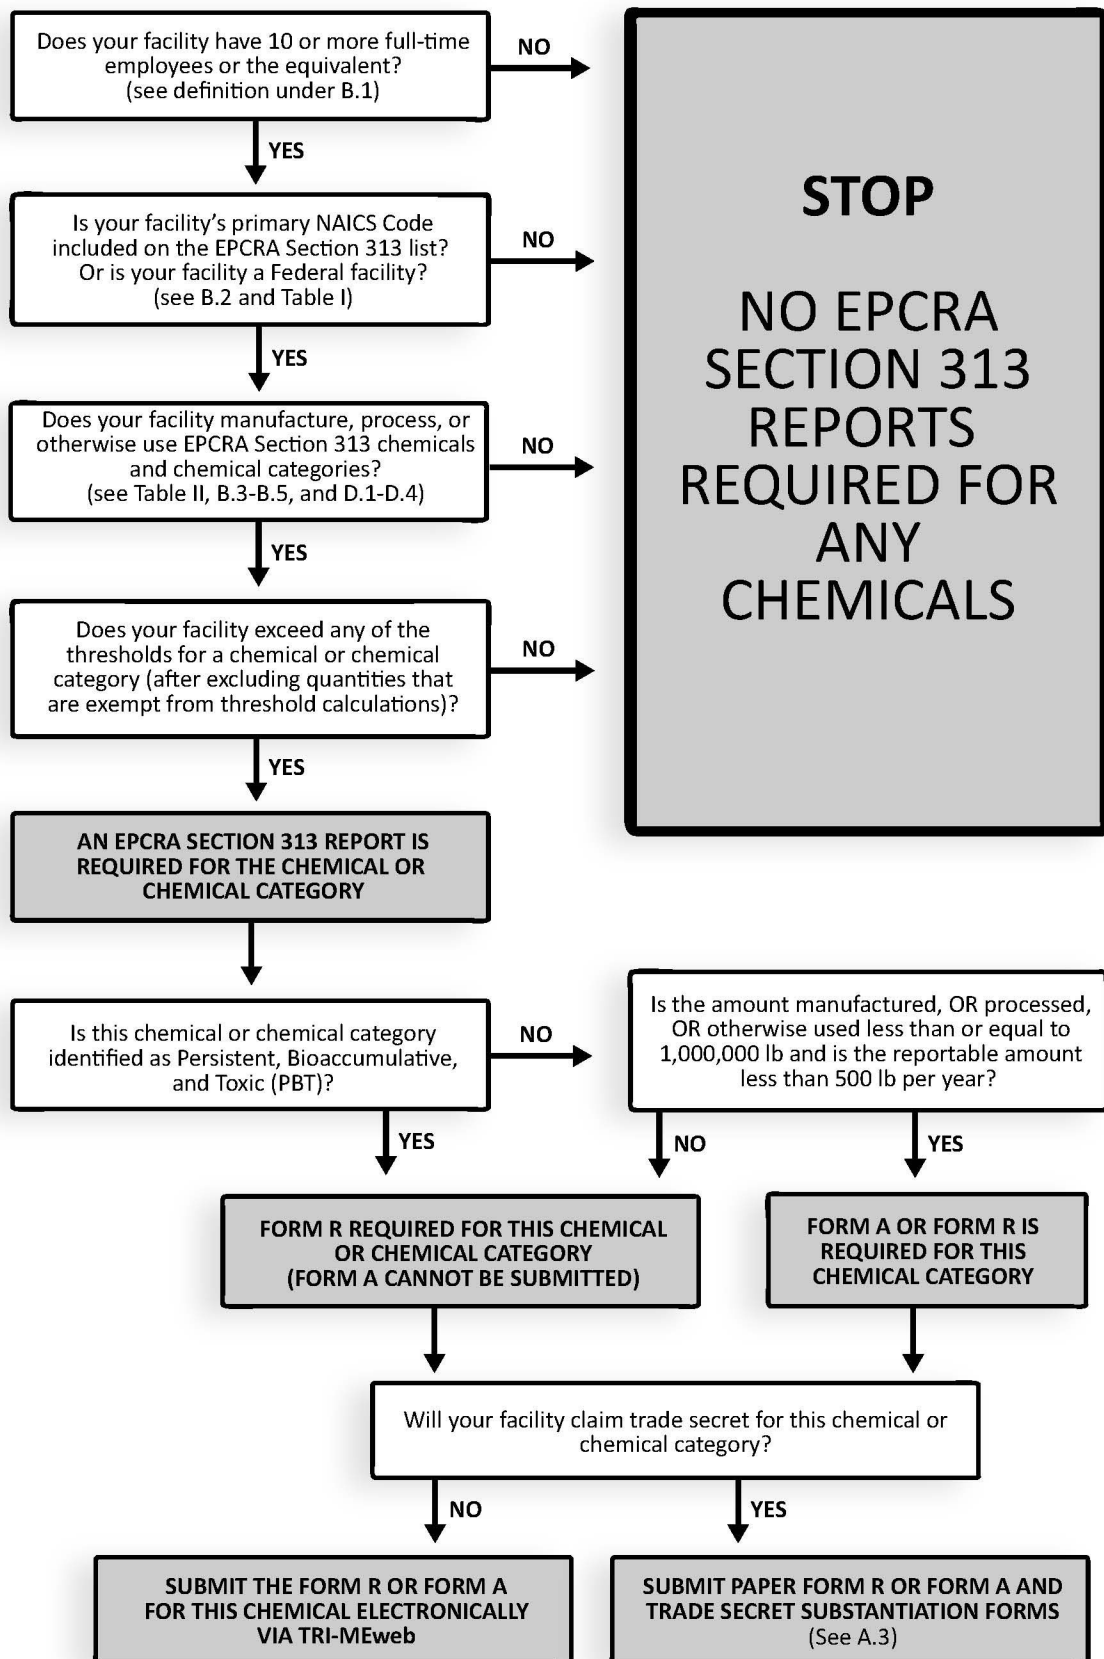 Does your facility have 10 or more full-time
employees or the equivalent?
(see definition under B.1)
NO
YES
STOP
NO EPCRA
SECTION 313
REPORTS
REQUIRED FOR
ANY
CHEMICALS
Is your facility's primary NAICS Code
included on the EPCRA Section 313 list?
Or is your facility a Federal facility?
(see B.2 and Table I)
NO
YES
Does your facility manufacture, process, or
otherwise use EPCRA Section 313 chemicals
and chemical categories?
(see Table II, B.3-B.5, and D.1-D.4)
NO
YES
Does your facility exceed any of the
thresholds for a chemical or chemical
category (after excluding quantities that
are exempt from threshold calculations)?
NO
YES
AN EPCRA SECTION 313 REPORT IS
REQUIRED FOR THE CHEMICAL OR
CHEMICAL CATEGORY
Is this chemical or chemical category
identified as Persistent, Bioaccumulative,
and Toxic (PBT)?
NO
YES
Is the amount manufactured, OR processed,
OR otherwise used less than or equal to
1,000,000 lb and is the reportable amount
less than 500 lb per year?
NO
YES
FORM R REQUIRED FOR THIS CHEMICAL
OR CHEMICAL CATEGORY
(FORM A CANNOT BE SUBMITTED)
FORM A OR FORM R IS
REQUIRED FOR THIS
CHEMICAL CATEGORY
Will your facility claim trade secret for this chemical or
chemical category?
NO
YES
SUBMIT THE FORM R OR FORM A
FOR THIS CHEMICAL ELECTRONICALLY
VIA TRI-MEweb
SUBMIT PAPER FORM R OR FORM A AND
TRADE SECRET SUBSTANTIATION FORMS
(See A.3)